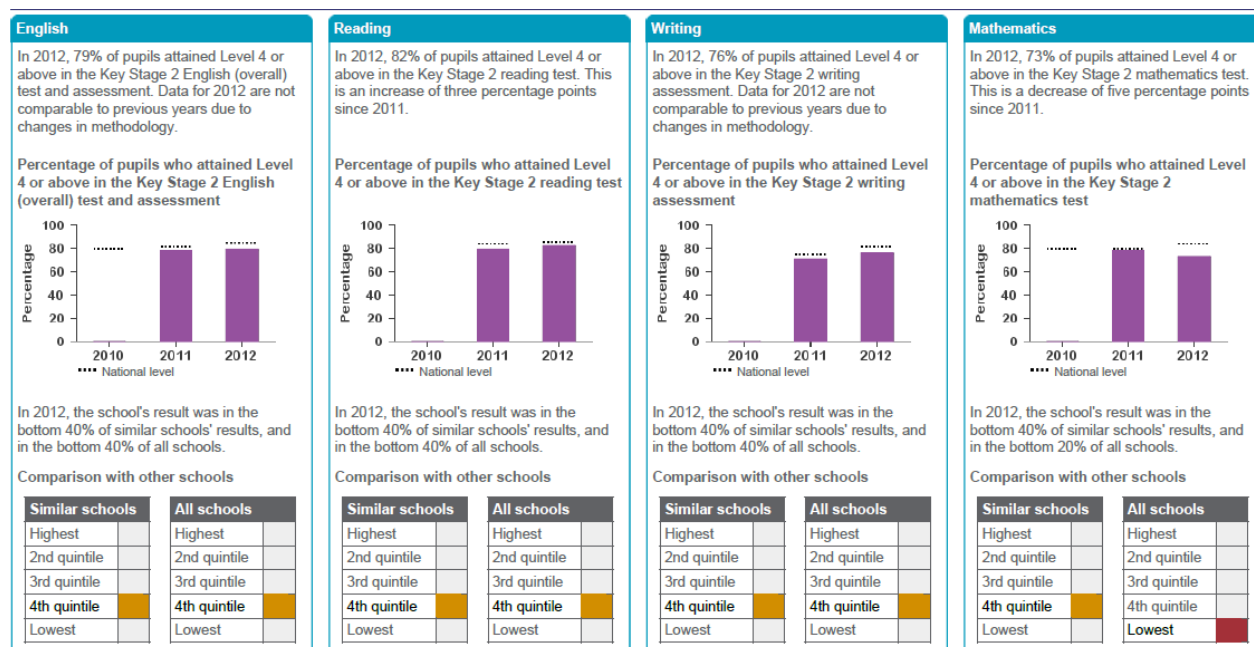 English
In 2012, 79% of pupils attained Level 4 or
above in the Key Stage 2 English (overall)
test and assessment. Data for 2012 are not
comparable to previous years due to
changes in methodology.
Percentage of pupils who attained Level
4 or above in the Key Stage 2 English
(overall) test and assessment
Percentage
100
80
60
40
20
0
2010 2011 2012
National level
In 2012, the school's result was in the
bottom 40% of similar schools' results, and
in the bottom 40% of all schools.
Comparison with other schools
Similar schools
Highest
2nd quintile
3rd quintile
4th quintile
Lowest
All schools
Highest
2nd quintile
3rd quintile
4th quintile
Lowest
Reading
In 2012, 82% of pupils attained Level 4 or
above in the Key Stage 2 reading test. This
is an increase of three percentage points
since 2011.
Percentage of pupils who attained Level
4 or above in the Key Stage 2 reading test
Percentage
100
80
60
40
20
0
2010 2011 2012
National level
In 2012, the school's result was in the
bottom 40% of similar schools' results, and
in the bottom 40% of all schools.
Comparison with other schools
Similar schools
Highest
2nd quintile
3rd quintile
4th quintile
Lowest
All schools
Highest
2nd quintile
3rd quintile
4th quintile
Lowest
Writing
In 2012, 76% of pupils attained Level 4 or
above in the Key Stage 2 writing
assessment. Data for 2012 are not
comparable to previous years due to
changes in methodology.
Percentage of pupils who attained Level
4 or above in the Key Stage 2 writing
assessment
Percentage
100
80
60
40
20
0
2010 2011 2012
National level
In 2012, the school's result was in the
bottom 40% of similar schools' results, and
in the bottom 40% of all schools.
Comparison with other schools
Similar schools
Highest
2nd quintile
3rd quintile
4th quintile
Lowest
All schools
Highest
2nd quintile
3rd quintile
4th quintile
Lowest
Mathematics
In 2012, 73% of pupils attained Level 4 or
above in the Key Stage 2 mathematics test.
This is a decrease of five percentage points
since 2011.
Percentage of pupils who attained Level
4 or above in the Key Stage 2
mathematics test
Percentage
100
80
60
40
20
0
2010 2011 2012
National level
In 2012, the school's result was in the
bottom 40% of similar schools' results, and
in the bottom 20% of all schools.
Comparison with other schools
Similar schools
Highest
2nd quintile
3rd quintile
4th quintile
Lowest
All schools
Highest
2nd quintile
3rd quintile
4th quintile
Lowest